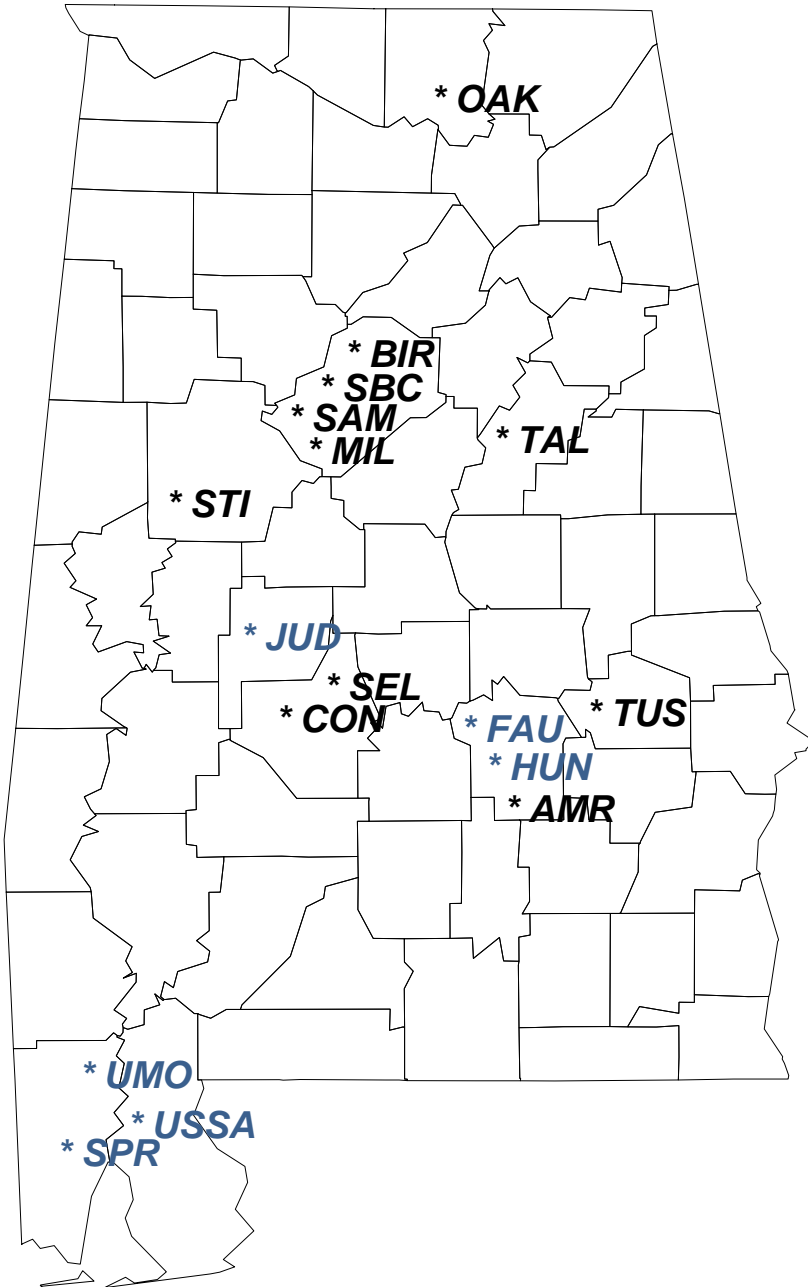 * OAK
* BIR
* SBC
* SAM
* MIL
* TAL
* STI
* JUD
* SEL
* CON
* TUS
* FAU
* HUN
* AMR
* UMO
* USSA
* SPR